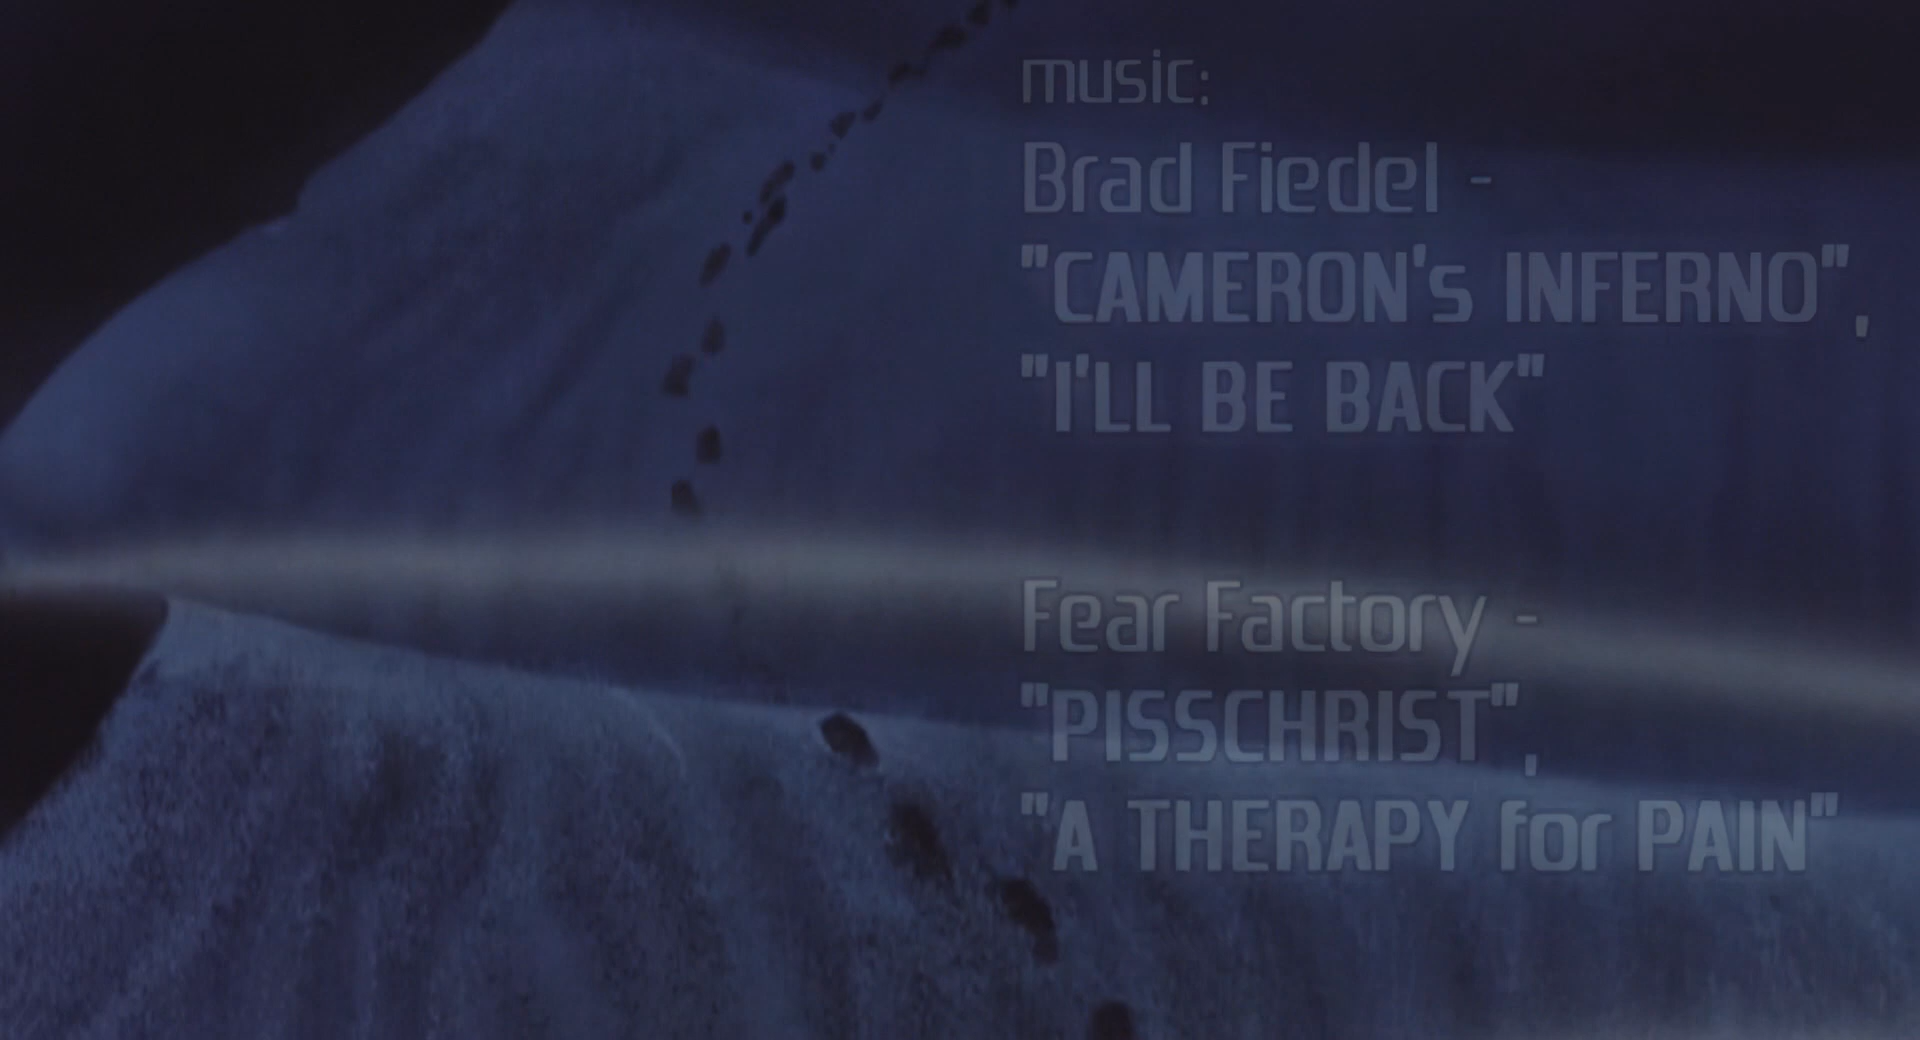 music:
Brad Fiedel -
"CAMERON's INFERNO",
"I'LL BE BACK"
Fear Factory -
"PISSCHRIST",
"A THERAPY for PAIN"